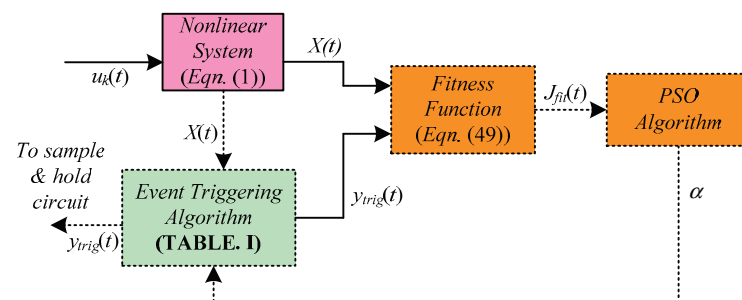 Nonlinear
System
(Eqn. (1))
u_k(t)
X(t)
X(t)
Fitness
Function
(Eqn. (49))
J_fit(t)
PSO
Algorithm
To sample
& hold
circuit
y_trig(t)
Event Triggering
Algorithm
(TABLE. I)
y_trig(t)
α